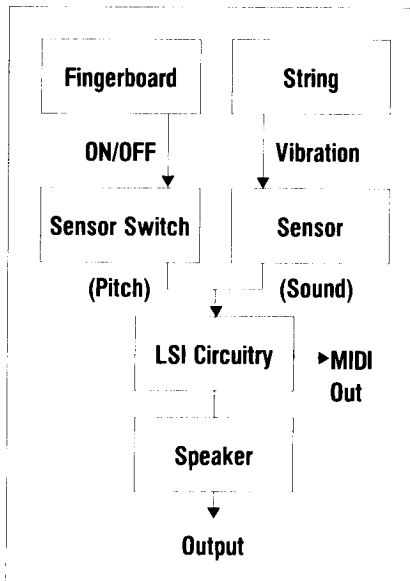 Fingerboard
String
ON/OFF
Vibration
Sensor Switch
Sensor
(Pitch)
(Sound)
LSI Circuitry
MIDI
Out
Speaker
Output